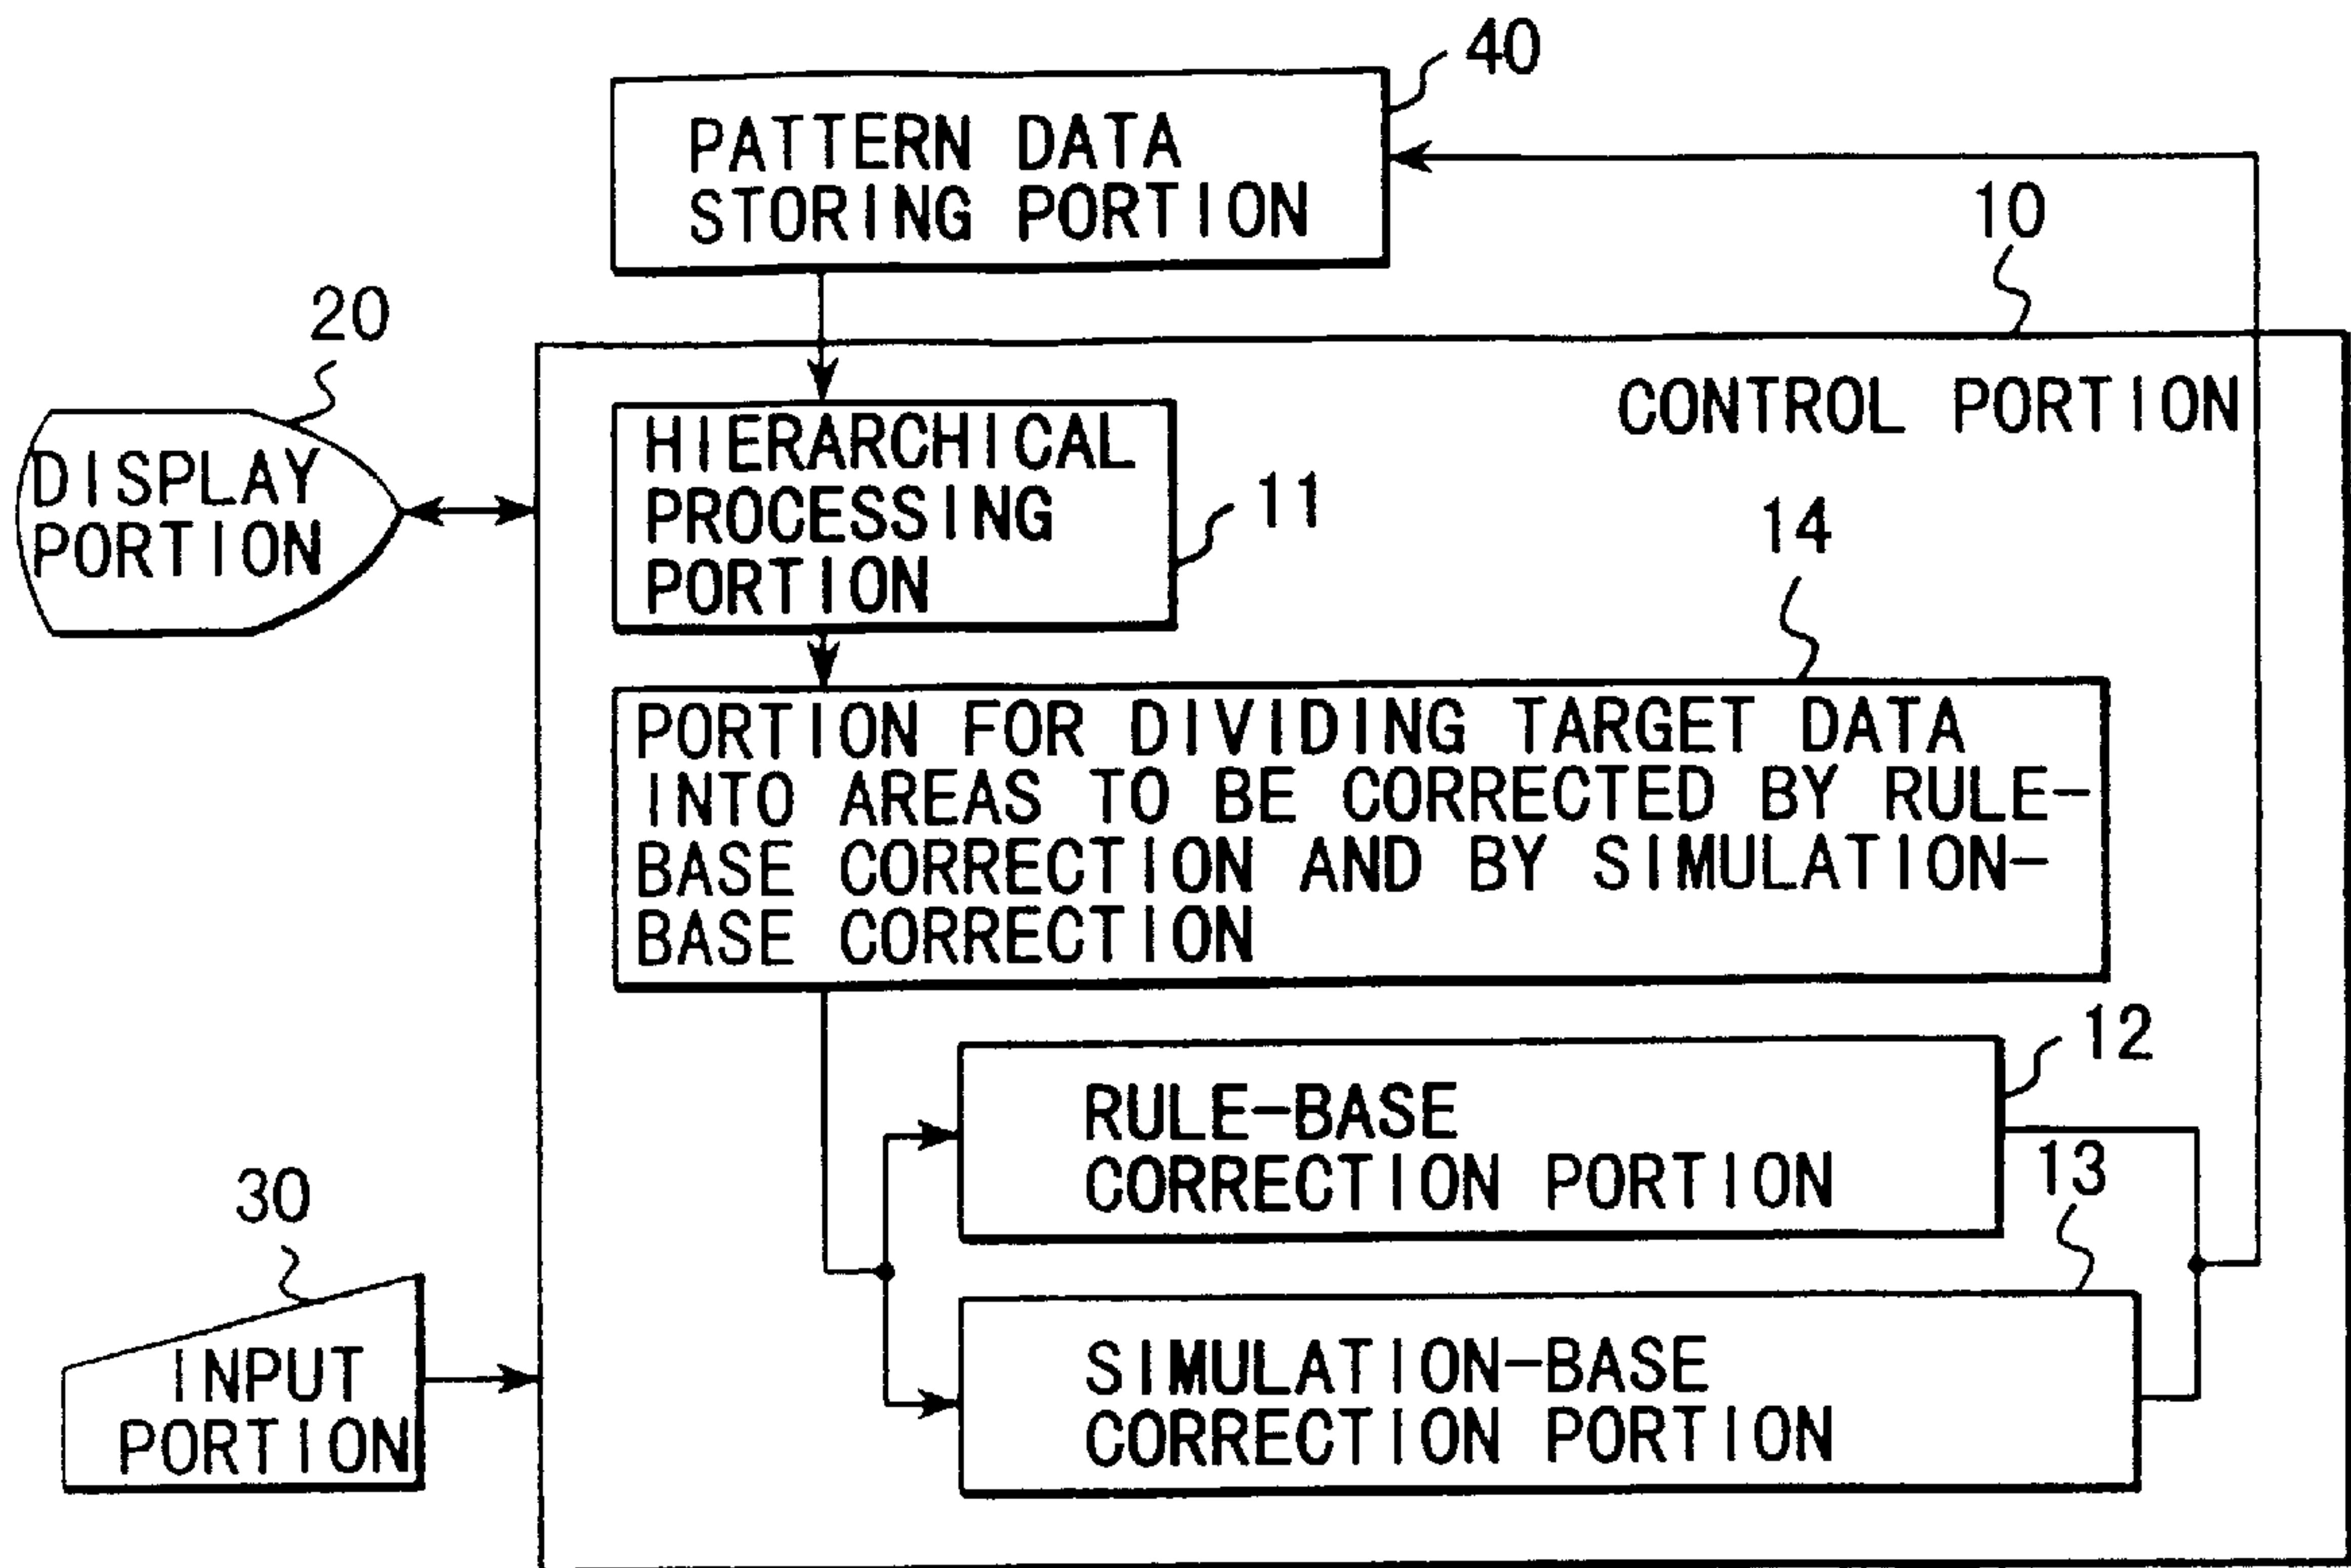 40
PATTERN DATA
STORING PORTION
10
20
CONTROL PORTION
HIERARCHICAL
PROCESSING
PORTION
11
DISPLAY
PORTION
14
PORTION FOR DIVIDING TARGET DATA
INTO AREAS TO BE CORRECTED BY RULE-
BASE CORRECTION AND BY SIMULATION-
BASE CORRECTION
12
RULE-BASE
CORRECTION PORTION
13
30
INPUT
PORTION
SIMULATION-BASE
CORRECTION PORTION